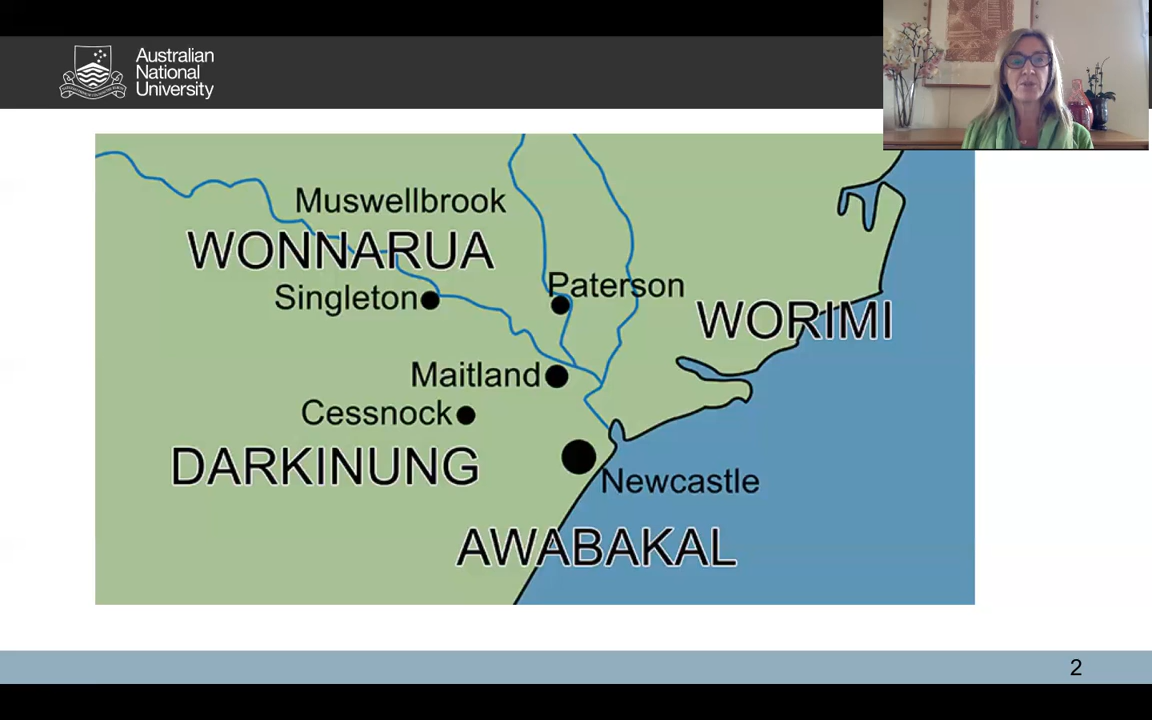 Australian
National
University
Muswellbrook
WONNARUA
Paterson
Singleton
WORIMI
Maitland
Cessnock
DARKINUNG
Newcastle
AWABAKAL
2